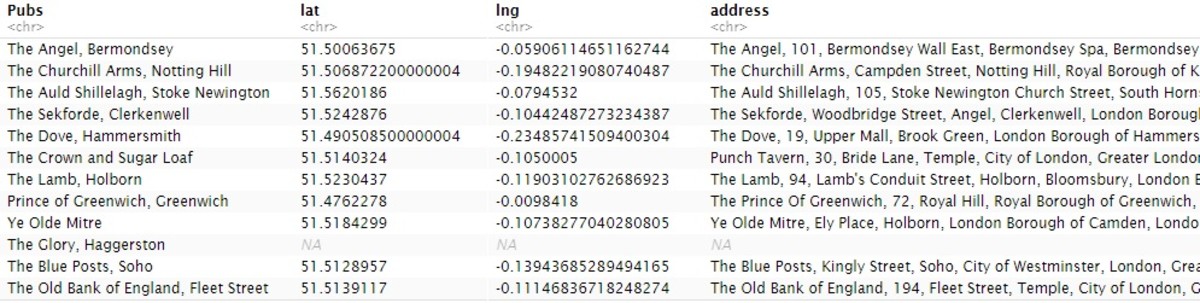 Pubs lat lng address
<chr> <chr> <chr> <chr>
The Angel, Bermondsey 51.50063675 -0.05906114651162744 The Angel, 101, Bermondsey Wall East, Bermondsey Spa, Bermondsey
The Churchill Arms, Notting Hill 51.506872200000004 -0.19482219080740487 The Churchill Arms, Campden Street, Notting Hill, Royal Borough of K
The Auld Shillelagh, Stoke Newington 51.5620186 -0.0794532 The Auld Shillelagh, 105, Stoke Newington Church Street, South Horn
The Sekforde, Clerkenwell 51.5242876 -0.10442487273234387 The Sekforde, Woodbridge Street, Angel, Clerkenwell, London Boroug
The Dove, Hammersmith 51.490508500000004 -0.23485741509400304 The Dove, 19, Upper Mall, Brook Green, London Borough of Hammers
The Crown and Sugar Loaf 51.5140324 -0.1050005 Punch Tavern, 30, Bride Lane, Temple, City of London, Greater Londo
The Lamb, Holborn 51.5230437 -0.11903102762686923 The Lamb, 94, Lamb's Conduit Street, Holborn, Bloomsbury, London B
Prince of Greenwich, Greenwich 51.4762278 -0.0098418 The Prince Of Greenwich, 72, Royal Hill, Royal Borough of Greenwich,
Ye Olde Mitre 51.5184299 -0.10738277040280805 Ye Olde Mitre, Ely Place, Holborn, London Borough of Camden, Londo
The Glory, Haggerston NA NA NA
The Blue Posts, Soho 51.5128957 -0.13943685289494165 The Blue Posts, Kingly Street, Soho, City of Westminster, London, Grea
The Old Bank of England, Fleet Street 51.5139117 -0.11146836718248274 The Old Bank of England, 194, Fleet Street, Temple, City of London, G